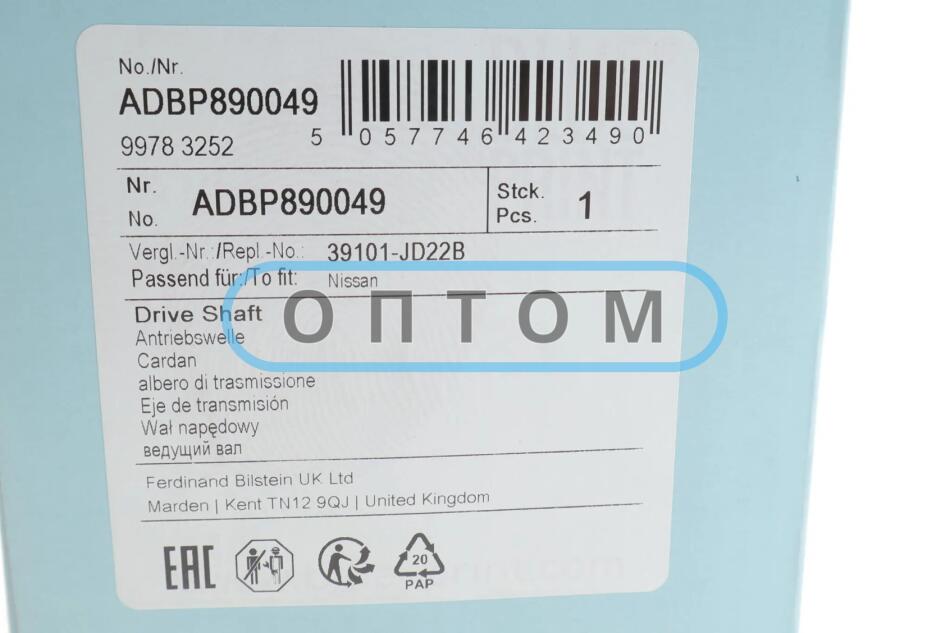 No./Nr.
ADBP890049
9978 3252
5 057746 423490
Nr.
No. ADBP890049
Stck.
Pcs. 1
Vergl.-Nr.:/Repl.-No.: 39101-JD22B
Passend für:/To fit: Nissan
ОПТОМ
Drive Shaft
Antriebswelle
Cardan
albero di trasmissione
Eje de transmisión
Wał napędowy
ведущий вал
Ferdinand Bilstein UK Ltd
Marden | Kent TN12 9QJ | United Kingdom
EAC
20
PAP